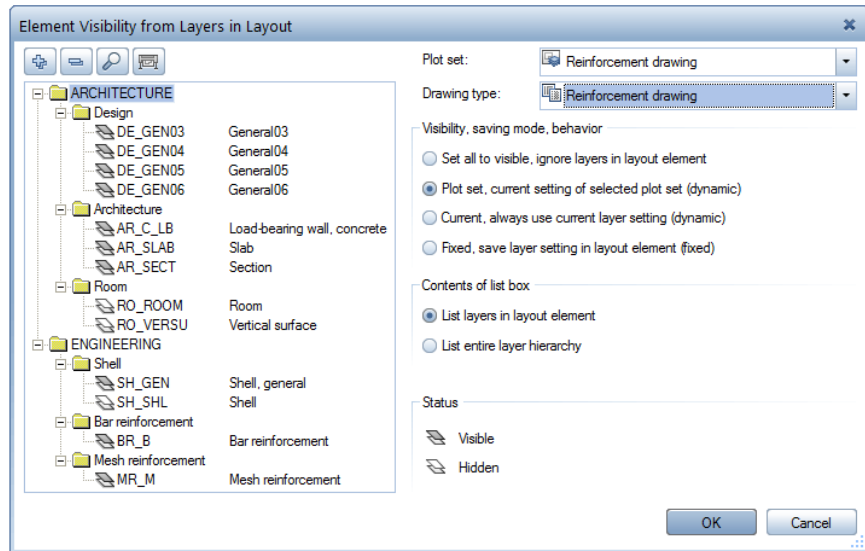 Element Visibility from Layers in Layout
ARCHITECTURE
Design
DE_GEN03 General03
DE_GEN04 General04
DE_GEN05 General05
DE_GEN06 General06
Architecture
AR_C_LB Load-bearing wall, concrete
AR_SLAB Slab
AR_SECT Section
Room
RO_ROOM Room
RO_VERSU Vertical surface
ENGINEERING
Shell
SH_GEN Shell, general
SH_SHL Shell
Bar reinforcement
BR_B Bar reinforcement
Mesh reinforcement
MR_M Mesh reinforcement
Plot set: Reinforcement drawing
Drawing type: Reinforcement drawing
Visibility, saving mode, behavior
Set all to visible, ignore layers in layout element
Plot set, current setting of selected plot set (dynamic)
Current, always use current layer setting (dynamic)
Fixed, save layer setting in layout element (fixed)
Contents of list box
List layers in layout element
List entire layer hierarchy
Status
Visible
Hidden
OK Cancel